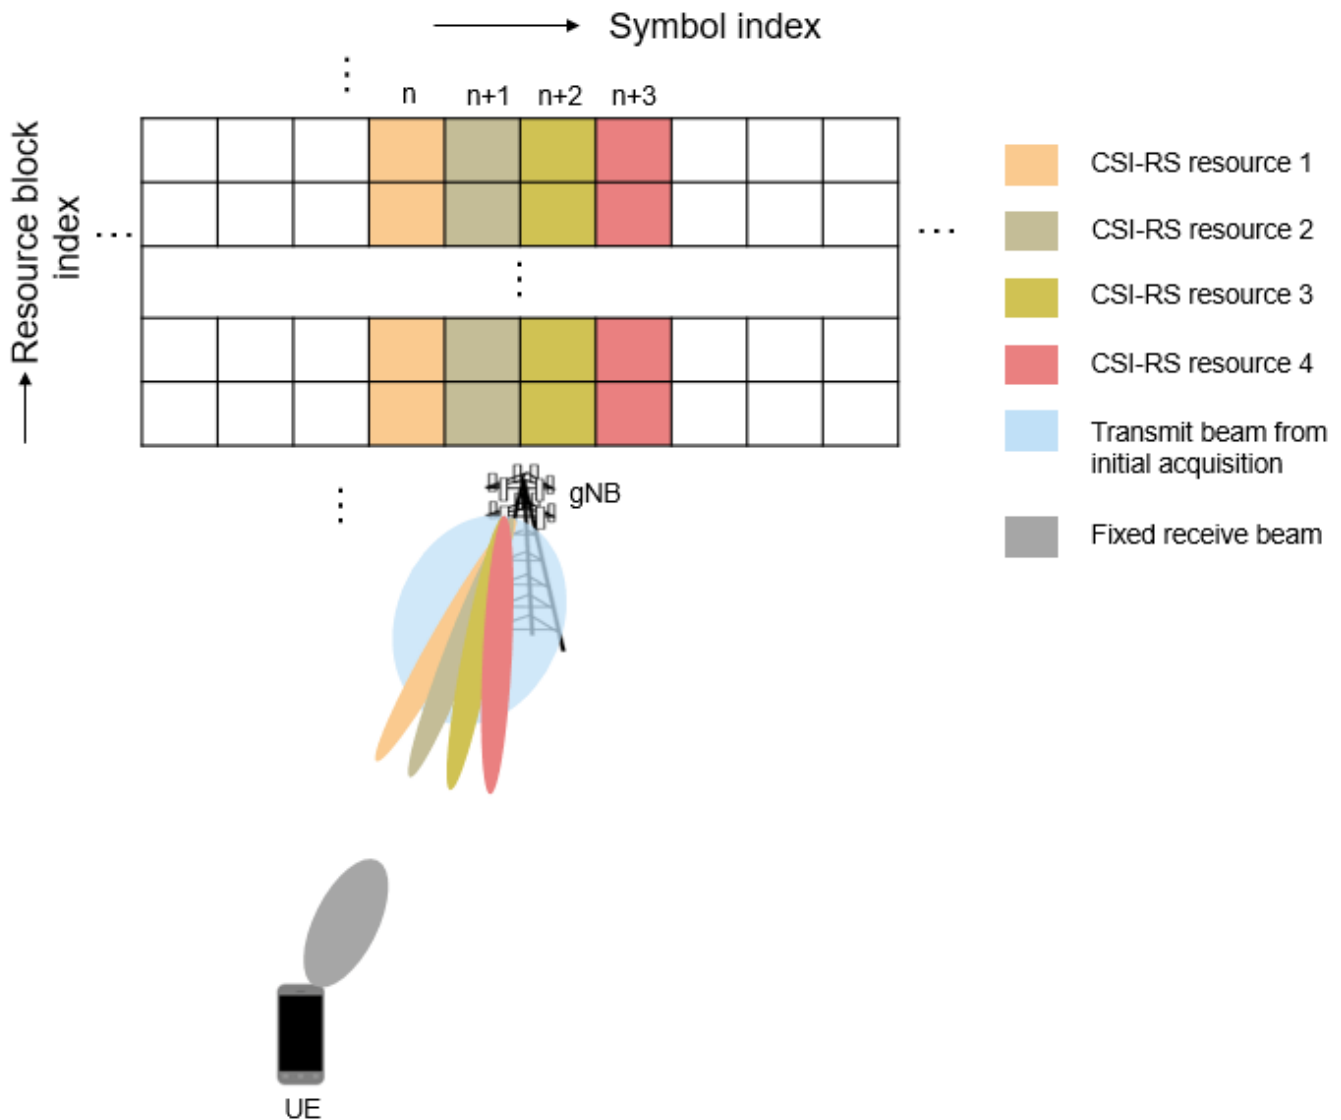 Symbol index
n n+1 n+2 n+3
Resource block
index
CSI-RS resource 1
CSI-RS resource 2
CSI-RS resource 3
CSI-RS resource 4
Transmit beam from
initial acquisition
Fixed receive beam
gNB
UE